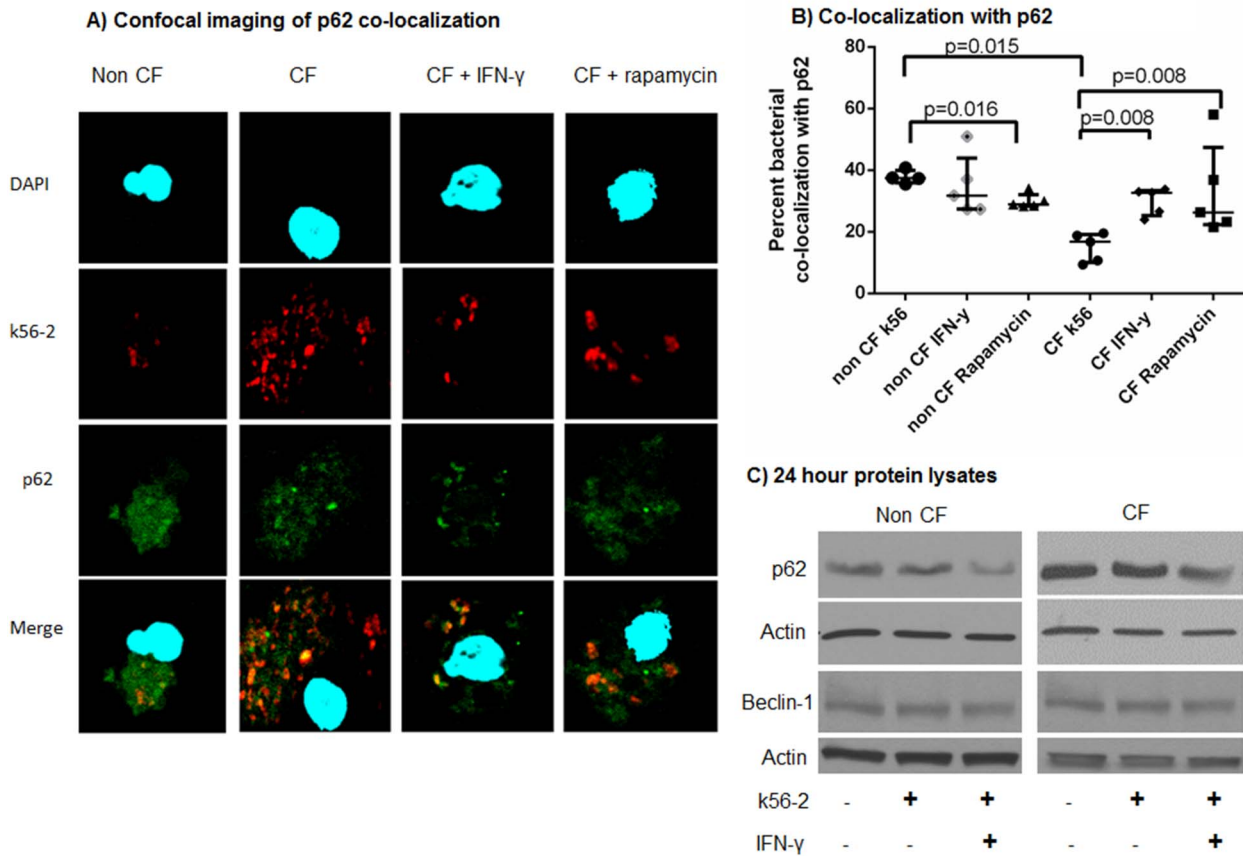 A) Confocal imaging of p62 co-localization
Non CF CF CF + IFN-γ CF + rapamycin
DAPI
k56-2
p62
Merge
B) Co-localization with p62
Percent bacterial
co-localization with p62
80
60
40
20
0
p=0.015
p=0.008
p=0.016
p=0.008
non CF k56
non CF IFN-y
non CF Rapamycin
CF k56
CF IFN-y
CF Rapamycin
C) 24 hour protein lysates
Non CF CF
p62
Actin
Beclin-1
Actin
k56-2 - + + - + +
IFN-γ - - + - - +